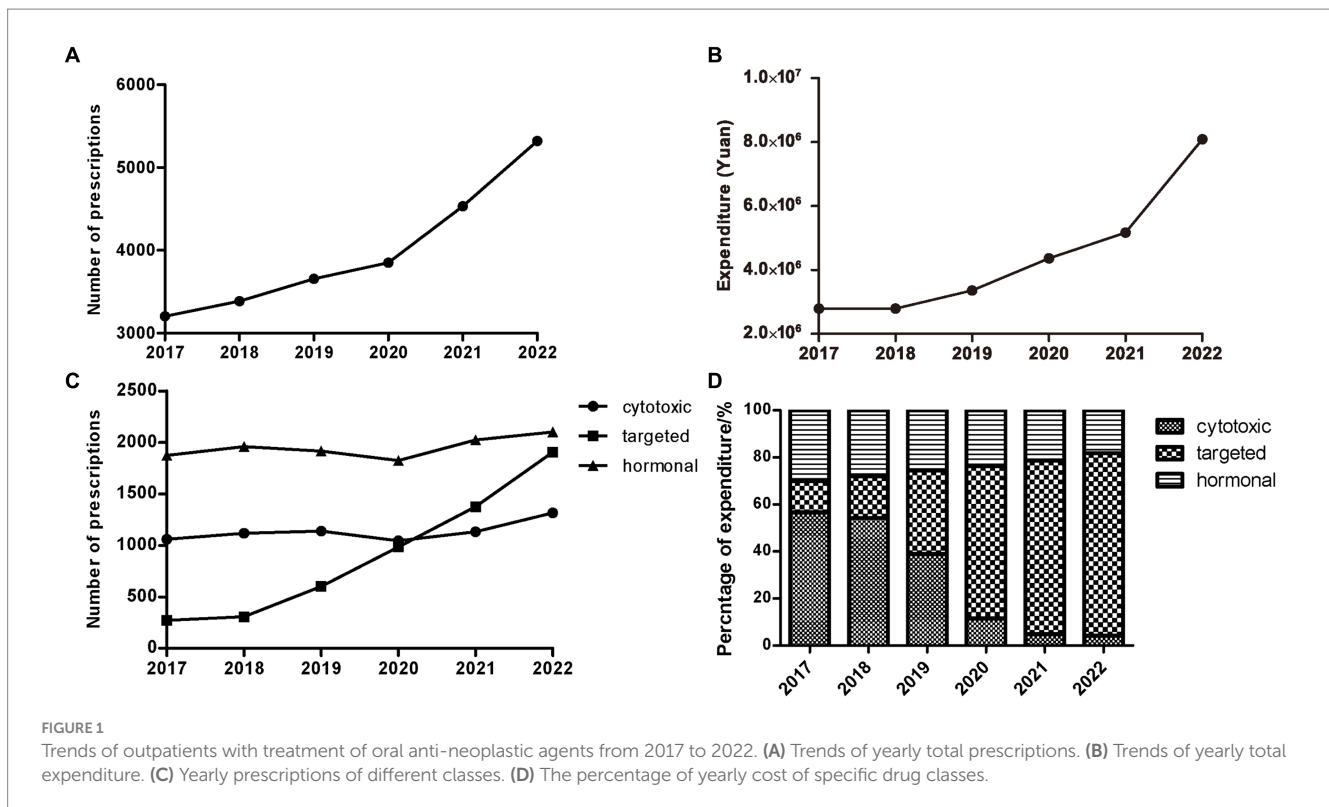 A
Number of prescriptions
6000
5000
4000
3000
2017 2018 2019 2020 2021 2022
B
Expenditure (Yuan)
1.0×10⁷
8.0×10⁶
6.0×10⁶
4.0×10⁶
2.0×10⁶
2017 2018 2019 2020 2021 2022
C
Number of prescriptions
2500
2000
1500
1000
500
0
2017 2018 2019 2020 2021 2022
cytotoxic
targeted
hormonal
D
Percntage of expenditure/%
100
80
60
40
20
0
2017 2018 2019 2020 2021 2022
cytotoxic
targeted
hormonal
FIGURE 1
Trends of outpatients with treatment of oral anti-neoplastic agents from 2017 to 2022. (A) Trends of yearly total prescriptions. (B) Trends of yearly total
expenditure. (C) Yearly prescriptions of different classes. (D) The percentage of yearly cost of specific drug classes.